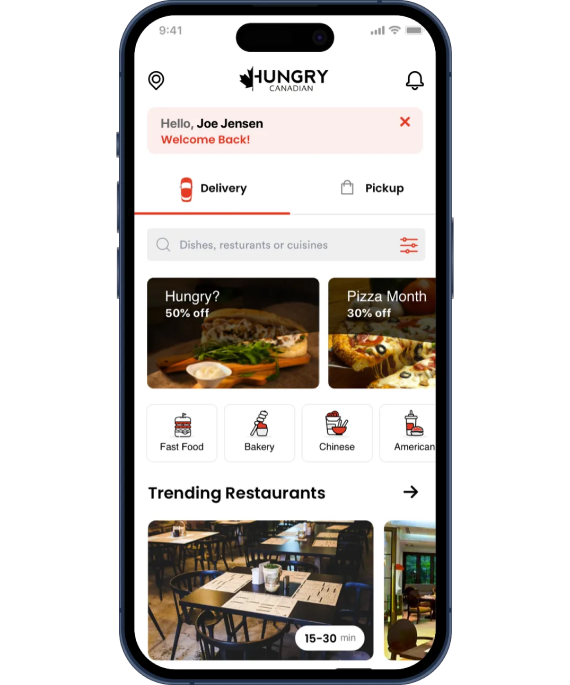 9:41
HUNGRY
CANADIAN
Hello, Joe Jensen
Welcome Back!
Delivery
Pickup
Dishes, resturants or cuisines
Hungry?
50% off
Pizza Month
30% off
Fast Food
Bakery
Chinese
American
Trending Restaurants
15-30 min